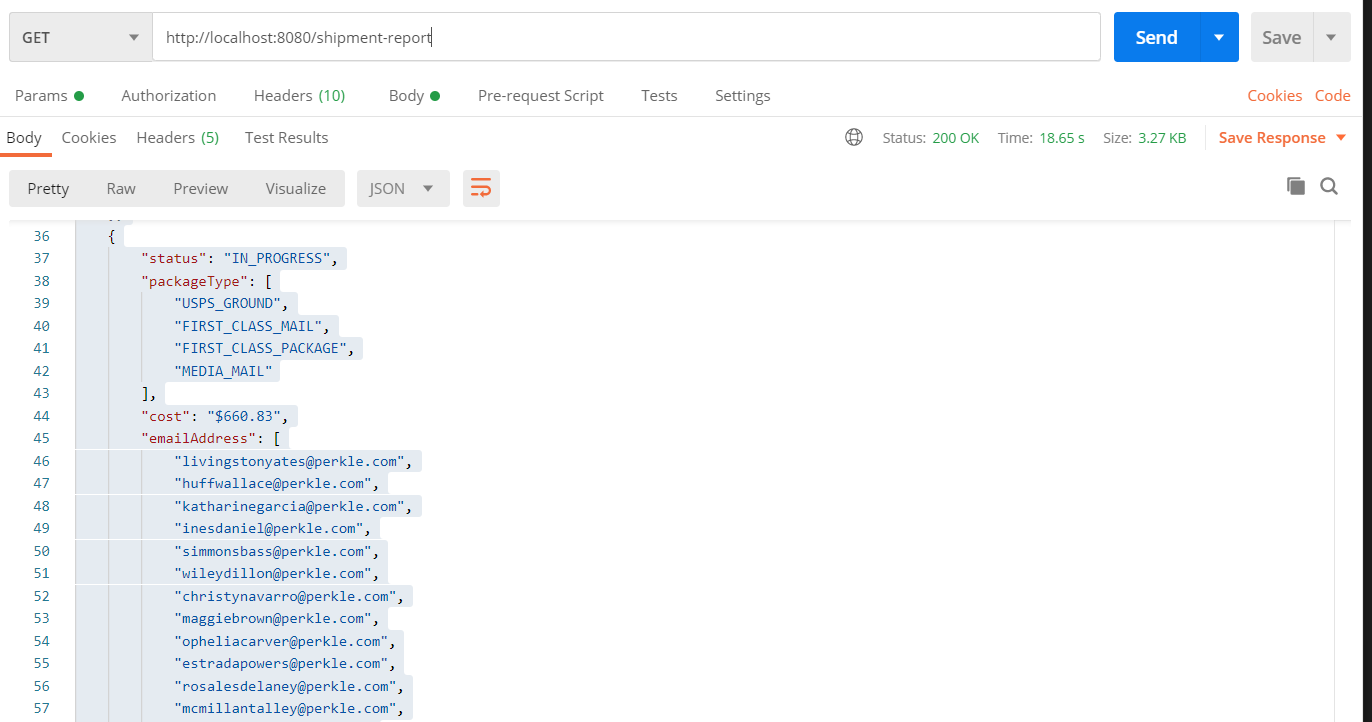 GET http://localhost:8080/shipment-report Send Save
Params Authorization Headers (10) Body Pre-request Script Tests Settings Cookies Code
Body Cookies Headers (5) Test Results Status: 200 OK Time: 18.65 s Size: 3.27 KB Save Response
Pretty Raw Preview Visualize JSON
36 {
37 "status": "IN_PROGRESS",
38 "packageType": [
39 "USPS_GROUND",
40 "FIRST_CLASS_MAIL",
41 "FIRST_CLASS_PACKAGE",
42 "MEDIA_MAIL"
43 ],
44 "cost": "$660.83",
45 "emailAddress": [
46 "livingstonyates@perkle.com",
47 "huffwallace@perkle.com",
48 "katharinegarcia@perkle.com",
49 "inesdaniel@perkle.com",
50 "simmonsbass@perkle.com",
51 "wileydillon@perkle.com",
52 "christynavarro@perkle.com",
53 "maggiebrown@perkle.com",
54 "opheliacarver@perkle.com",
55 "estradapowers@perkle.com",
56 "rosalesdelaney@perkle.com",
57 "mcmillantalley@perkle.com",